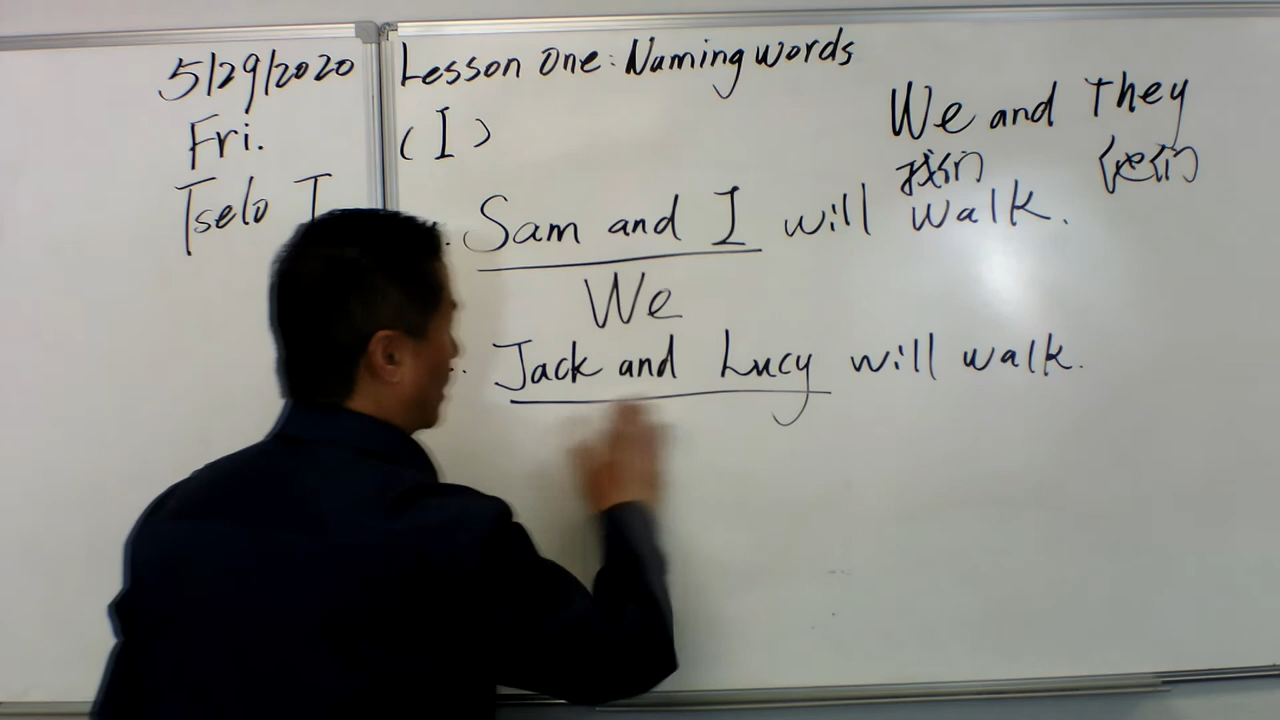 5/29/2020
Fri.
Tselo T
Lesson One: Naming words
(I)
We and They
我们 他们
Sam and I will walk.
We
Jack and Lucy will walk.